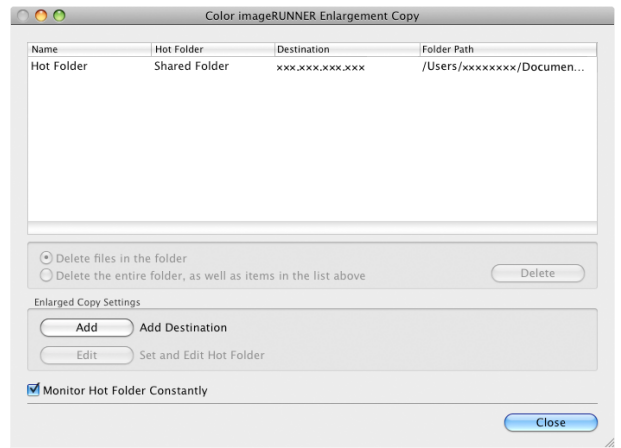 Color imageRUNNER Enlargement Copy
Name Hot Folder Destination Folder Path
Hot Folder Shared Folder xxx.xxx.xxx.xxx /Users/xxxxxxxx/Documen...
Delete files in the folder
Delete the entire folder, as well as items in the list above
Delete
Enlarged Copy Settings
Add Add Destination
Edit Set and Edit Hot Folder
Monitor Hot Folder Constantly
Close